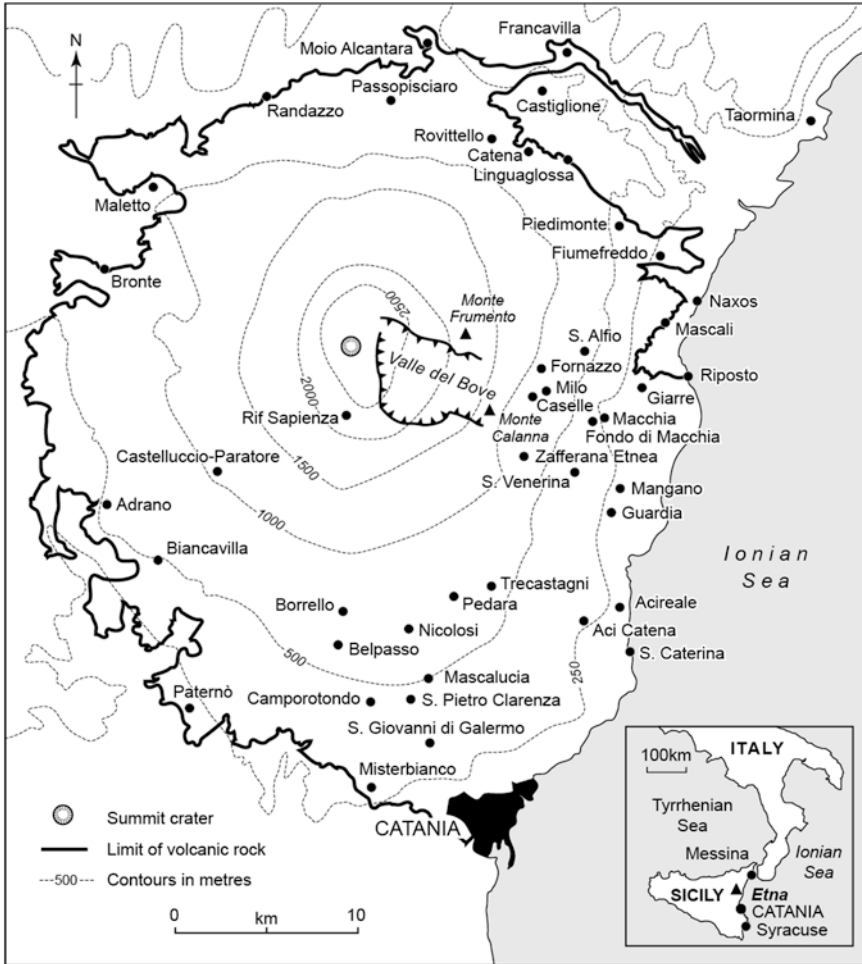 Francavilla
N
Moio Alcantara
Passopisciaro
Castiglione
Randazzo
Taormina
Rovittello
Catena
Linguaglossa
Maletto
Piedimonte
Fiumefreddo
Bronte
2500
Monte
Frumento
Naxos
Mascali
S. Alfio
Valle del Bove
Fornazzo
Riposto
Milo
Giarre
2000
Caselle
Rif Sapienza
Monte
Calanna
Macchia
Fondo di Macchia
1500
Castelluccio-Paratore
Zafferana Etnea
S. Venerina
Mangano
1000
Adrano
Guardia
Ionian
Sea
Biancavilla
Trecastagni
Borrello
Pedara
Acireale
Nicolosi
Aci Catena
Belpasso
S. Caterina
500
250
Mascalucia
Paternò
Camporotondo
S. Pietro Clarenza
S. Giovanni di Galermo
Misterbianco
CATANIA
Summit crater
Limit of volcanic rock
500
Contours in metres
0
10
km
100km
ITALY
Tyrrhenian
Sea
Messina
Ionian
Sea
SICILY
Etna
CATANIA
Syracuse